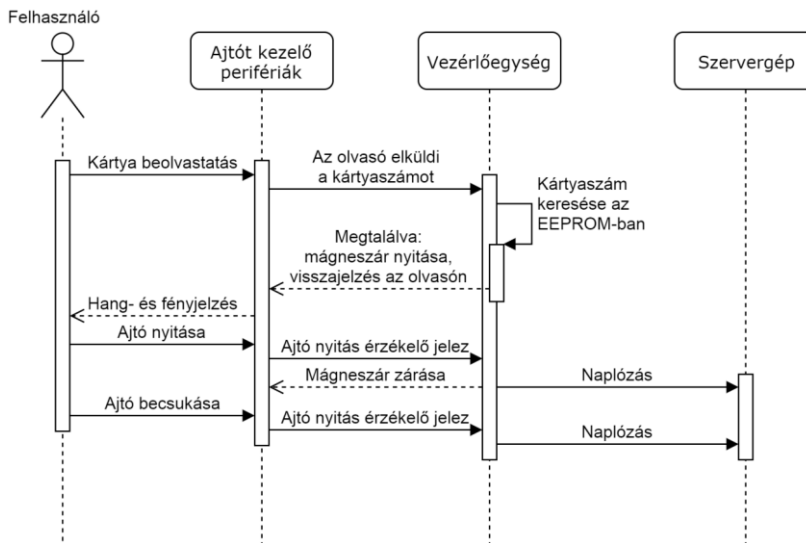 Felhasználó
Ajtót kezelő
perifériák
Vezérlőegység
Szervergép
Kártya beolvastatás
Az olvasó elküldi
a kártyaszámot
Kártyaszám
keresése az
EEPROM-ban
Megtalálva:
mágneszár nyitása,
visszajelzés az olvasón
Hang- és fényjelzés
Ajtó nyitása
Ajtó nyitás érzékelő jelez
Mágneszár zárása
Naplózás
Ajtó becsukása
Ajtó nyitás érzékelő jelez
Naplózás